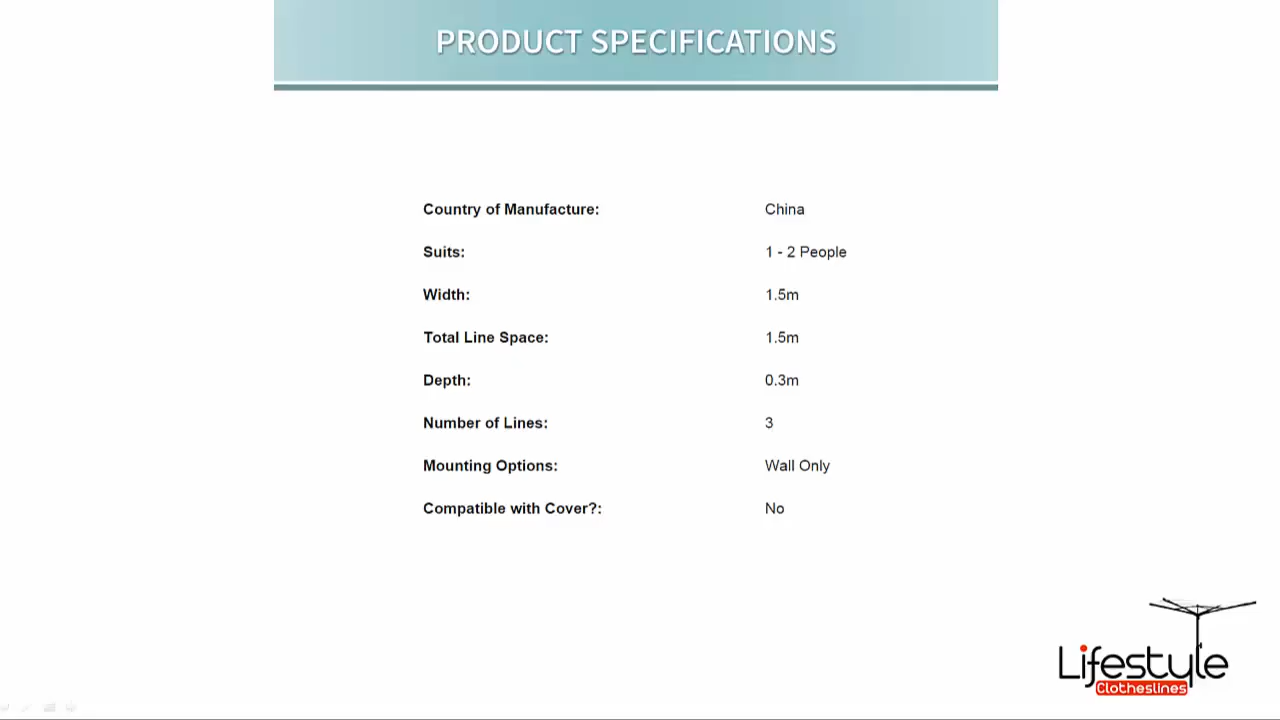 PRODUCT SPECIFICATIONS
Country of Manufacture: China
Suits: 1 - 2 People
Width: 1.5m
Total Line Space: 1.5m
Depth: 0.3m
Number of Lines: 3
Mounting Options: Wall Only
Compatible with Cover?: No
Lifestyle
Clotheslines